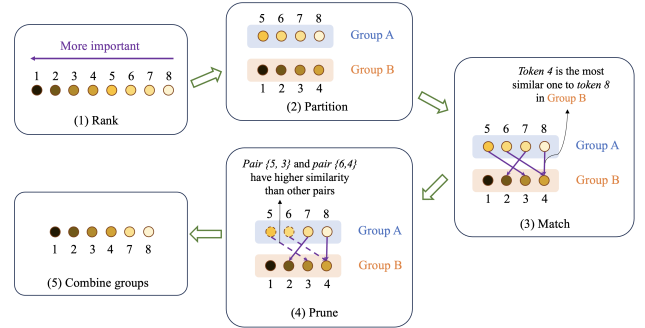 More important
1 2 3 4 5 6 7 8
(1) Rank
5 6 7 8
Group A
Group B
1 2 3 4
(2) Partition
Token 4 is the most
similar one to token 8
in Group B
5 6 7 8
Group A
Group B
1 2 3 4
(3) Match
Pair {5, 3} and pair {6,4}
have higher similarity
than other pairs
5 6 7 8
Group A
Group B
1 2 3 4
(4) Prune
1 2 3 4 7 8
(5) Combine groups